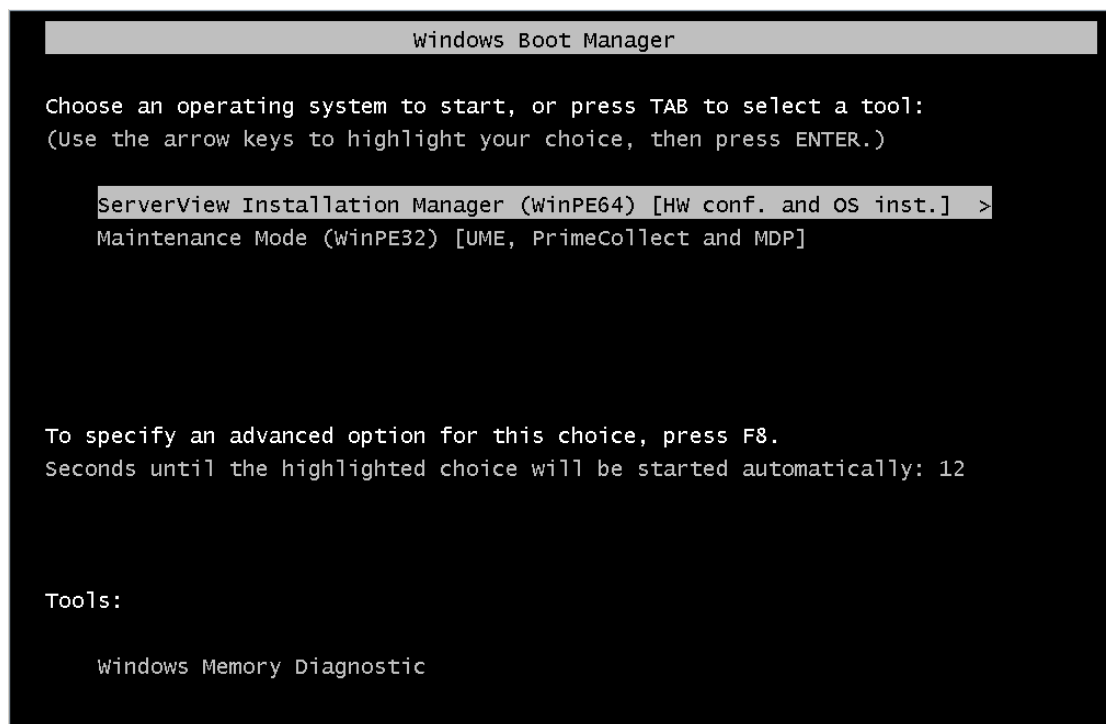 Windows Boot Manager
Choose an operating system to start, or press TAB to select a tool:
(Use the arrow keys to highlight your choice, then press ENTER.)
ServerView Installation Manager (WinPE64) [HW conf. and OS inst.] >
Maintenance Mode (WinPE32) [UME, PrimeCollect and MDP]
To specify an advanced option for this choice, press F8.
Seconds until the highlighted choice will be started automatically: 12
Tools:
Windows Memory Diagnostic